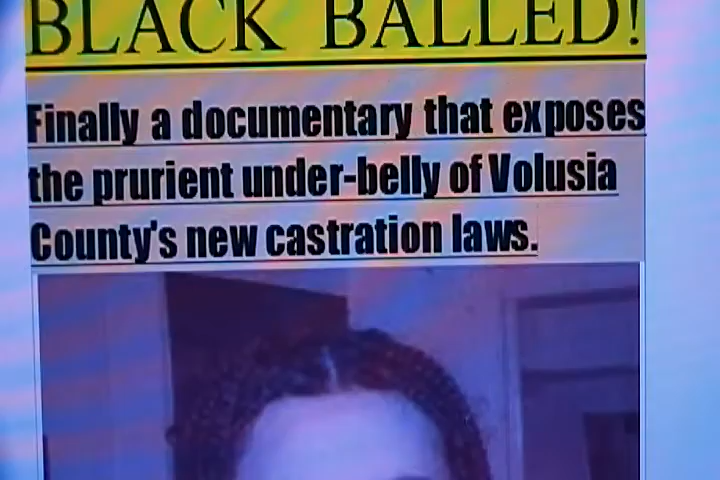 BLACK BALLED!
Finally a documentary that exposes
the prurient under-belly of Volusia
County's new castration laws.